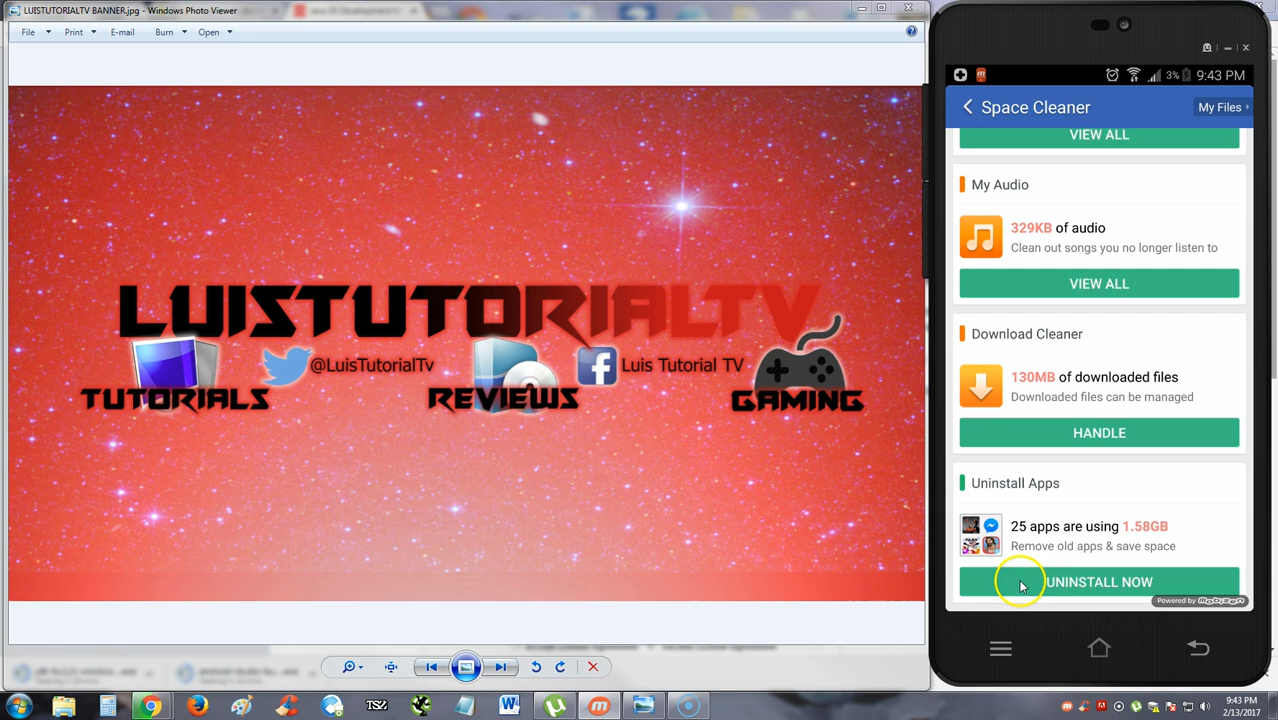 LUISTUTORIALTV BANNER.jpg - Windows Photo Viewer
File Print E-mail Burn Open
LUISTUTORIALTV
@LuisTutorialTv
Luis Tutorial TV
TUTORIALS
REVIEWS
GAMING
3% 9:43 PM
Space Cleaner
My Files
VIEW ALL
My Audio
329KB of audio
Clean out songs you no longer listen to
VIEW ALL
Download Cleaner
130MB of downloaded files
Downloaded files can be managed
HANDLE
Uninstall Apps
25 apps are using 1.58GB
Remove old apps & save space
UNINSTALL NOW
Powered by mobizen
9:43 PM
2/13/2017